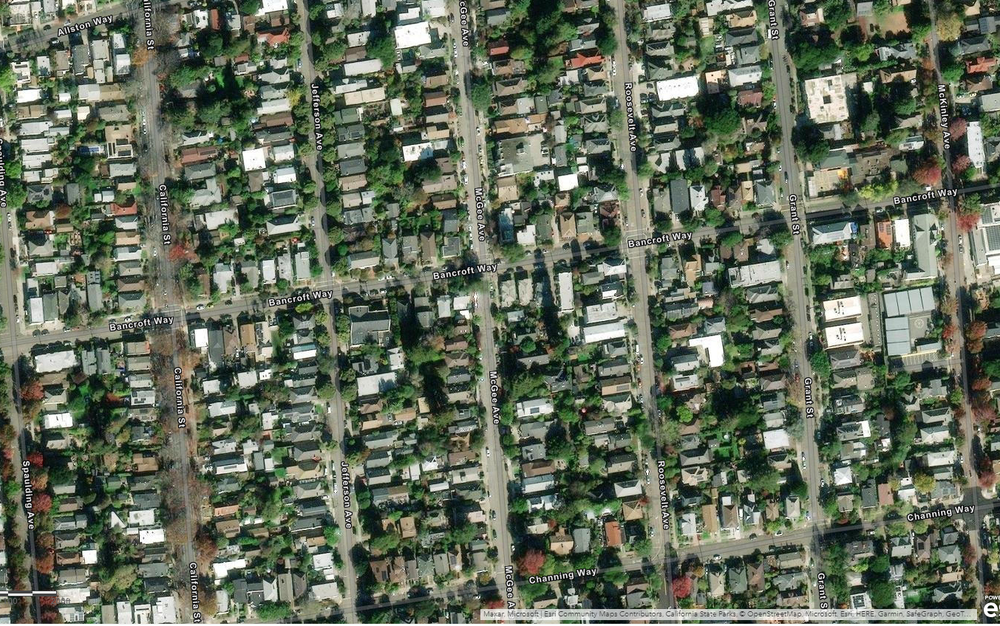 Allston Way
California St
McGee Ave
Grant St
Jefferson Ave
Roosevelt Ave
McKinley Ave
Spaulding Ave
California St
McGee Ave
Grant St
Bancroft Way
Bancroft Way
Bancroft Way
Bancroft Way
Bancroft Way
California St
McGee Ave
Grant St
Spaulding Ave
Jefferson Ave
Roosevelt Ave
Channing Way
Channing Way
California St
McGee A
Grant S
POWE
es
Maxar, Microsoft | Esri Community Maps Contributors, California State Parks, © OpenStreetMap, Microsoft, Esri, HERE, Garmin, SafeGraph, GeoT...